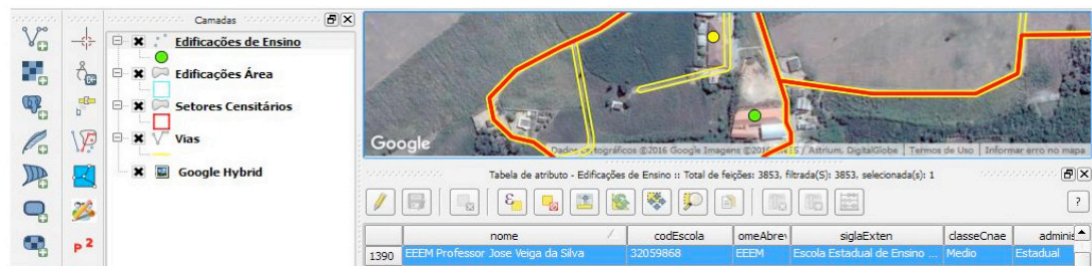 Camadas
Edificações de Ensino
Edificações Área
Setores Censitários
Vias
Google Hybrid
P 2
Google
Dados cartográficos ©2016 Google Imagens ©2016
/ Astrium, DigitalGlobe
Termos de Uso
Informar erro no mapa
Tabela de atributo - Edificações de Ensino :: Total de feições: 3853, filtrada(S): 3853, selecionada(s): 1
ε
?
nome codEscola omeAbrev siglaExten classeCnae adminis
1390 EEEM Professor Jose Veiga da Silva 32059868 EEEM Escola Estadual de Ensino ... Medio Estadual